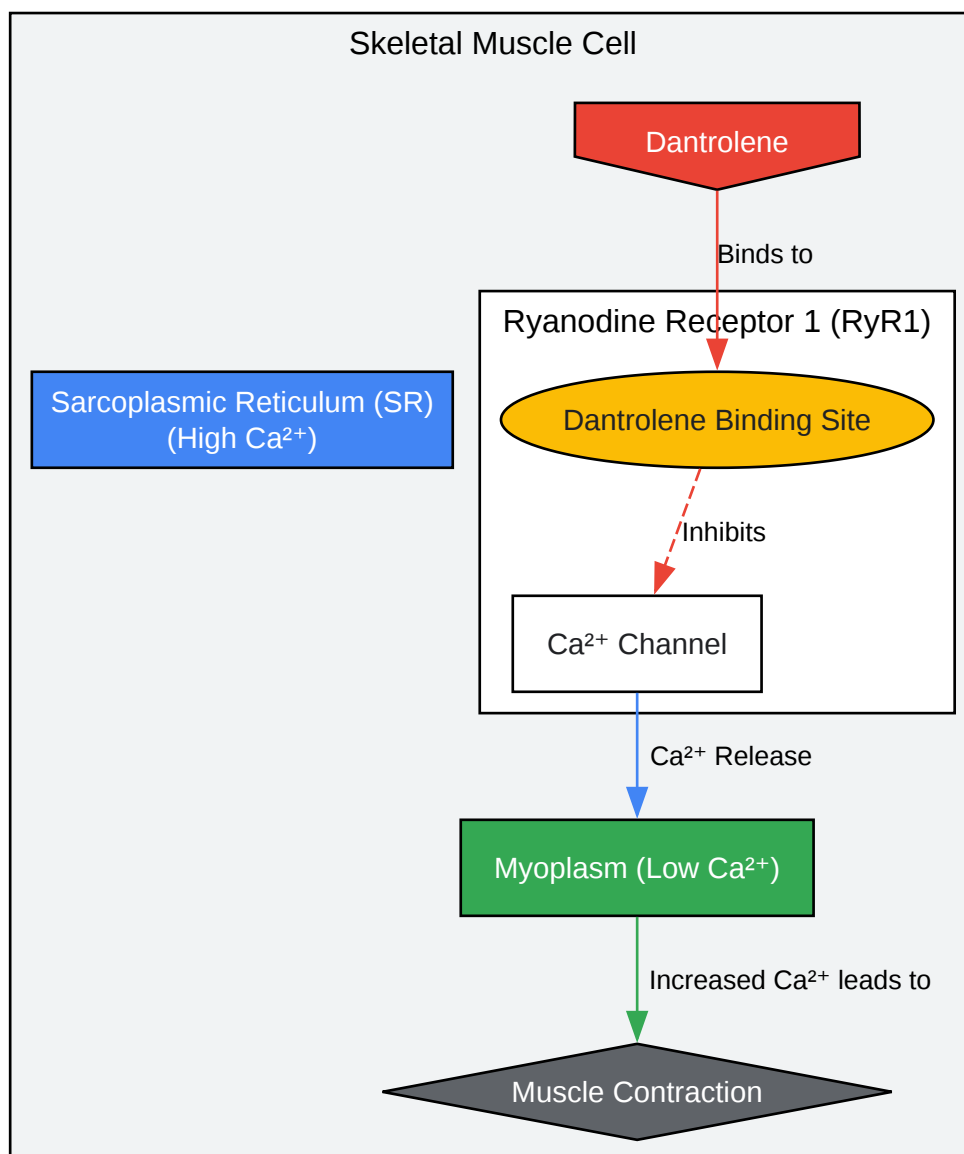 Skeletal Muscle Cell
Dantrolene
Binds to
Ryanodine Receptor 1 (RyR1)
Sarcoplasmic Reticulum (SR)
(High Ca²⁺)
Dantrolene Binding Site
Inhibits
Ca²⁺ Channel
Ca²⁺ Release
Myoplasm (Low Ca²⁺)
Increased Ca²⁺ leads to
Muscle Contraction